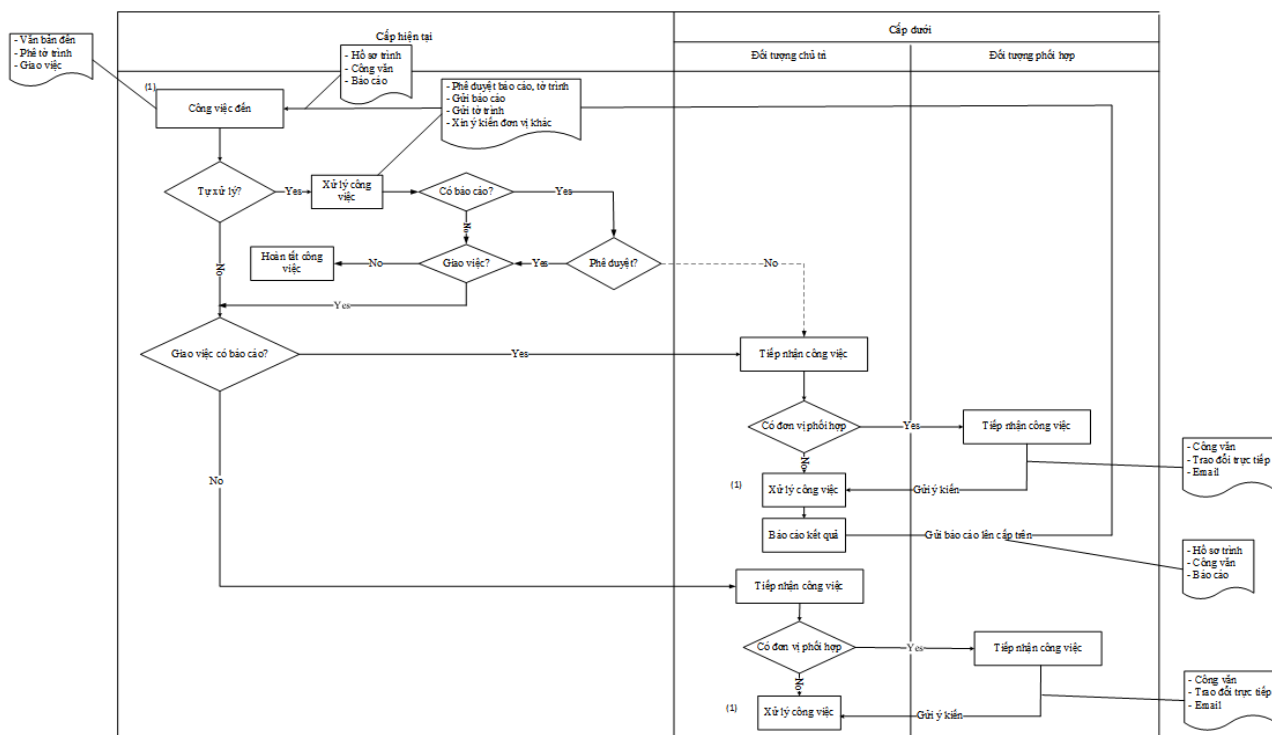 Cấp hiện tại
Cấp dưới
Đối tượng chủ trì
Đối tượng phối hợp
- Văn bản đến
- Phê tờ trình
- Giao việc
- Hồ sơ trình
- Công văn
- Báo cáo
- Phê duyệt báo cáo, tờ trình
- Gửi báo cáo
- Gửi tờ trình
- Xin ý kiến đơn vị khác
(1)
Công việc đến
Tự xử lý?
Yes
Xử lý công
việc
Có báo cáo?
Yes
No
No
Hoàn tất công
việc
No
Giao việc?
Yes
Phê duyệt?
No
Yes
Giao việc có báo cáo?
Yes
Tiếp nhận công việc
Có đơn vị phối hợp
Yes
Tiếp nhận công việc
- Công văn
- Trao đổi trực tiếp
- Email
No
No
(1)
Xử lý công việc
Gửi ý kiến
Báo cáo kết quả
Gửi báo cáo lên cấp trên
- Hồ sơ trình
- Công văn
- Báo cáo
Tiếp nhận công việc
Có đơn vị phối hợp
Yes
Tiếp nhận công việc
- Công văn
- Trao đổi trực tiếp
- Email
No
(1)
Xử lý công việc
Gửi ý kiến